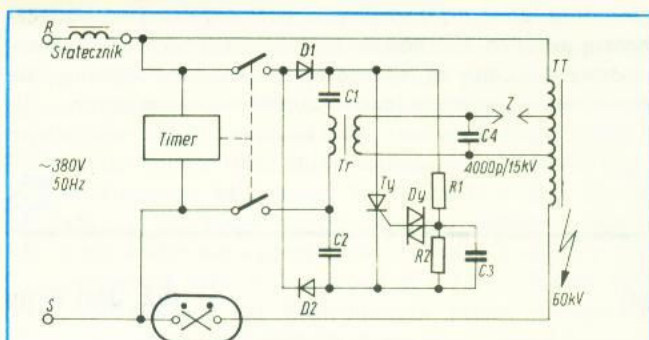 R
Statecznik
D1
TT
C1
Z
Timer
Tr
C4
4000p/15kV
~380V
50Hz
Ty
Dy
R1
R2
C2
C3
D2
60kV
S